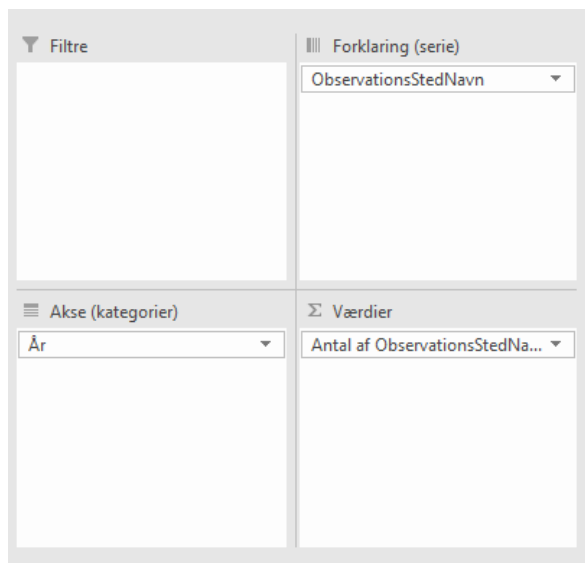 Filtre
Forklaring (serie)
ObservationsStedNavn
Akse (kategorier)
Σ Værdier
År
Antal af ObservationsStedNa...